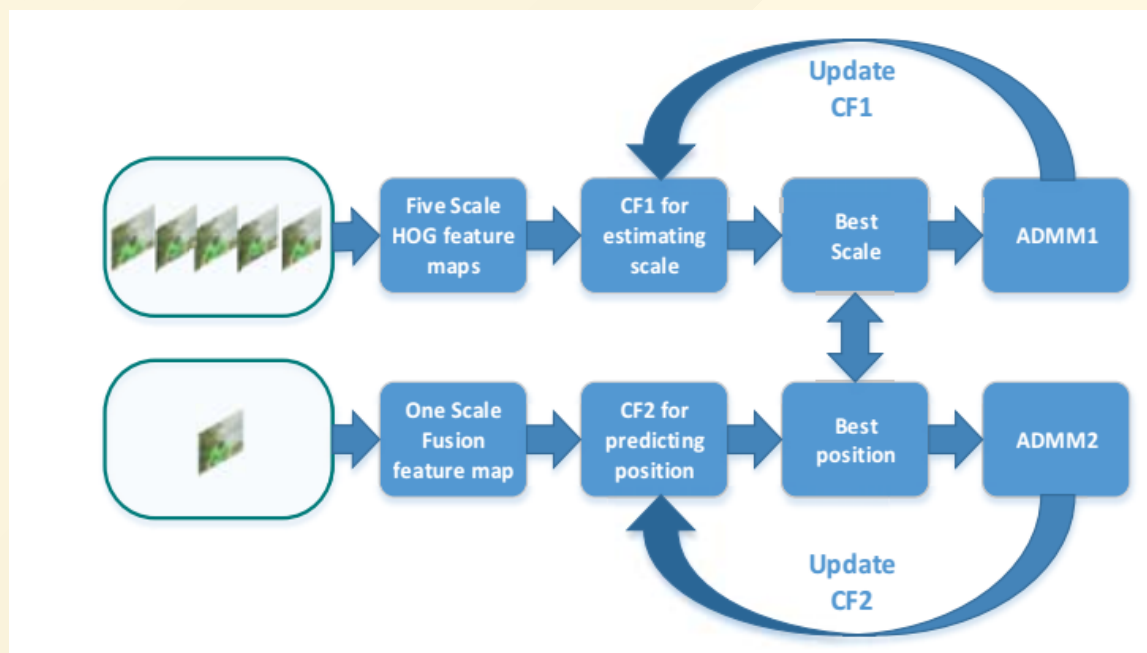 Update
CF1
Five Scale
HOG feature
maps
CF1 for
estimating
scale
Best
Scale
ADMM1
One Scale
Fusion
feature map
CF2 for
predicting
position
Best
position
ADMM2
Update
CF2